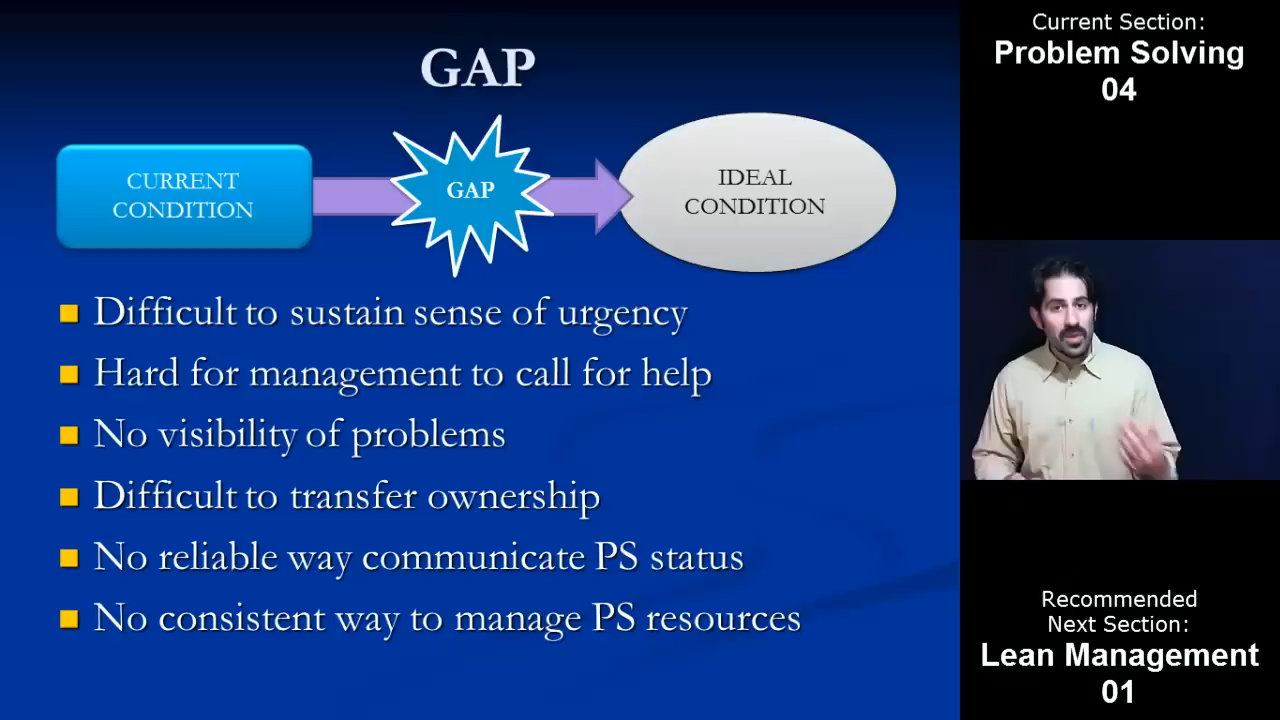 GAP
CURRENT
CONDITION
GAP
IDEAL
CONDITION
Difficult to sustain sense of urgency
Hard for management to call for help
No visibility of problems
Difficult to transfer ownership
No reliable way communicate PS status
No consistent way to manage PS resources
Current Section:
Problem Solving
04
Recommended
Next Section:
Lean Management
01